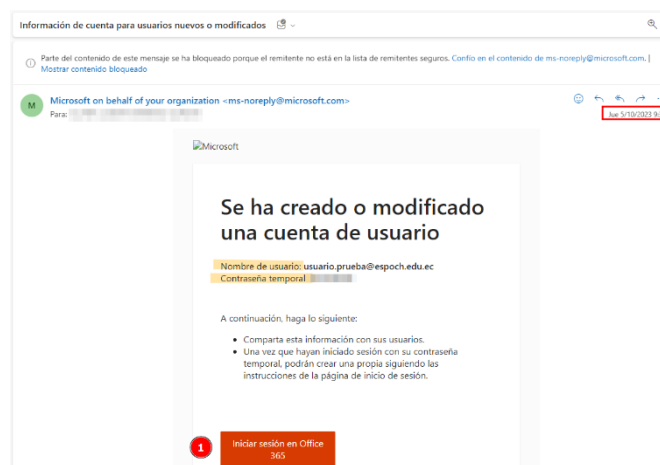 Información de cuenta para usuarios nuevos o modificados
Parte del contenido de este mensaje se ha bloqueado porque el remitente no está en la lista de remitentes seguros. Confío en el contenido de ms-noreply@microsoft.com. |
Mostrar contenido bloqueado
M
Microsoft on behalf of your organization <ms-noreply@microsoft.com>
Para:
Jue 5/10/2023 9:
Microsoft
Se ha creado o modificado
una cuenta de usuario
Nombre de usuario: usuario.prueba@espoch.edu.ec
Contraseña temporal
A continuación, haga lo siguiente:
• Comparta esta información con sus usuarios.
• Una vez que hayan iniciado sesión con su contraseña
temporal, podrán crear una propia siguiendo las
instrucciones de la página de inicio de sesión.
1
Iniciar sesión en Office
365